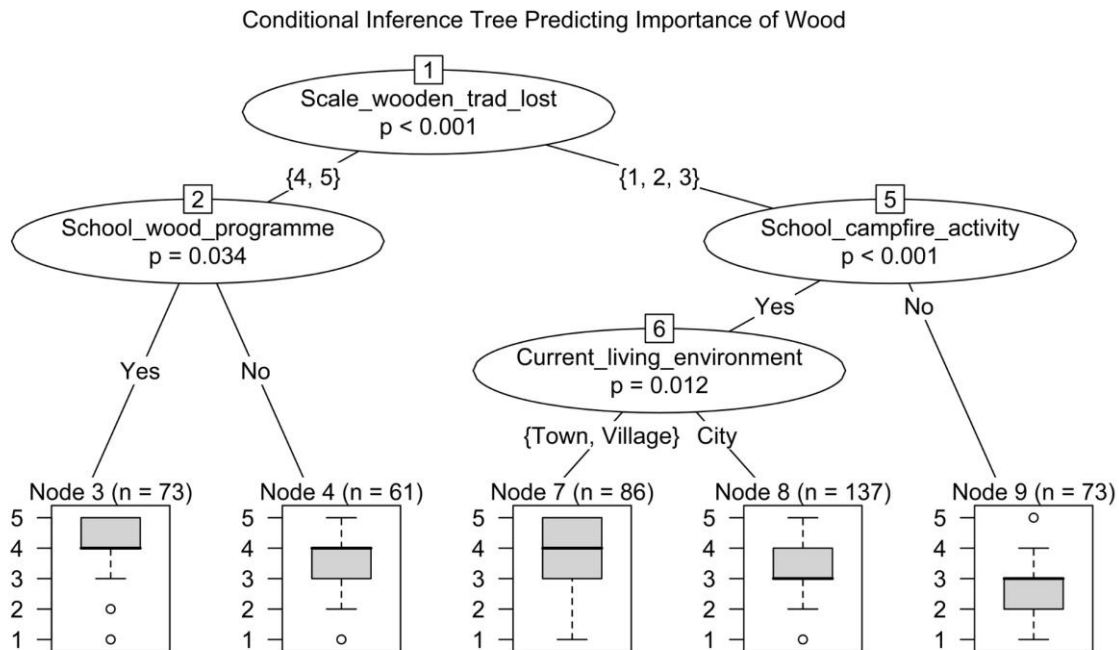 Conditional Inference Tree Predicting Importance of Wood
1
Scale_wooden_trad_lost
p < 0.001
{4, 5}
{1, 2, 3}
2
School_wood_programme
p = 0.034
5
School_campfire_activity
p < 0.001
Yes
No
6
Current_living_environment
p = 0.012
Yes
No
{Town, Village}
City
Node 3 (n = 73)
5
4
3
2
1
Node 4 (n = 61)
5
4
3
2
1
Node 7 (n = 86)
5
4
3
2
1
Node 8 (n = 137)
5
4
3
2
1
Node 9 (n = 73)
5
4
3
2
1